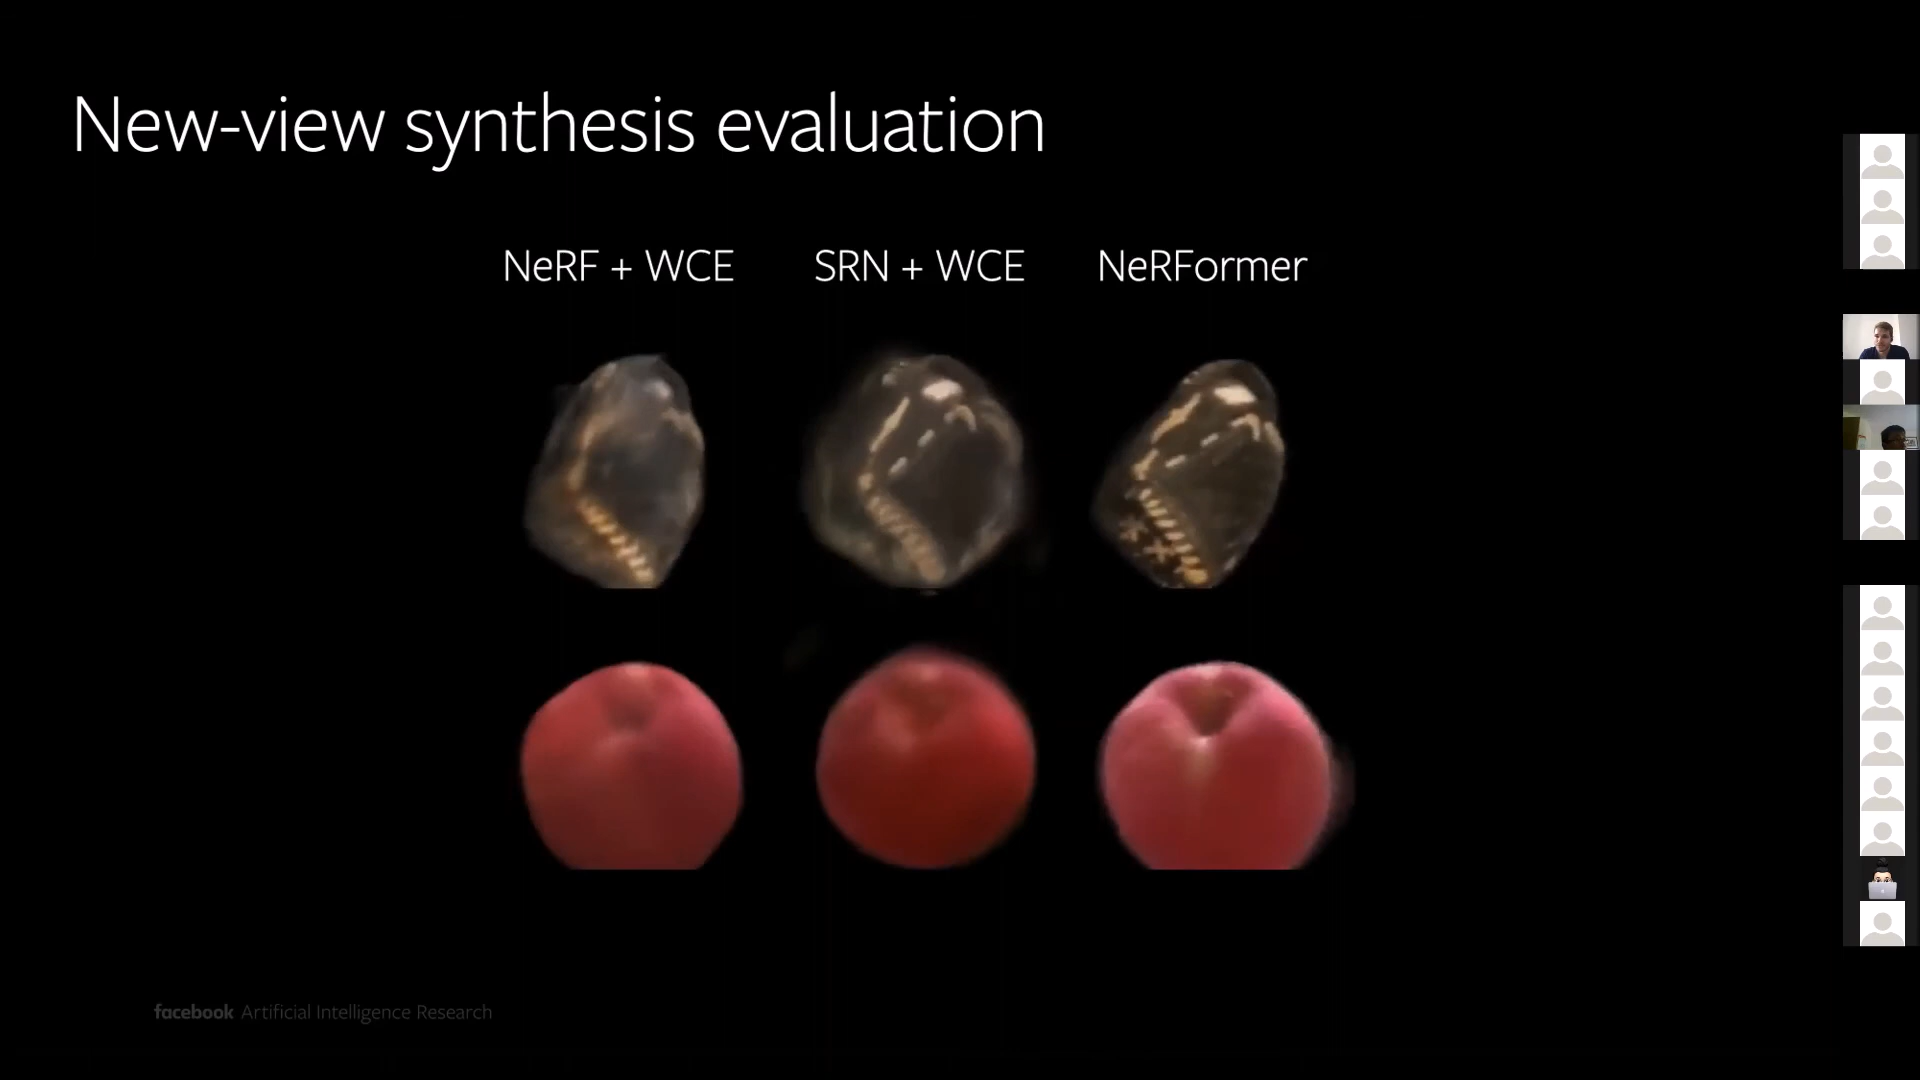 New-view synthesis evaluation
NeRF + WCE
SRN + WCE
NeRFormer
facebook Artificial Intelligence Research